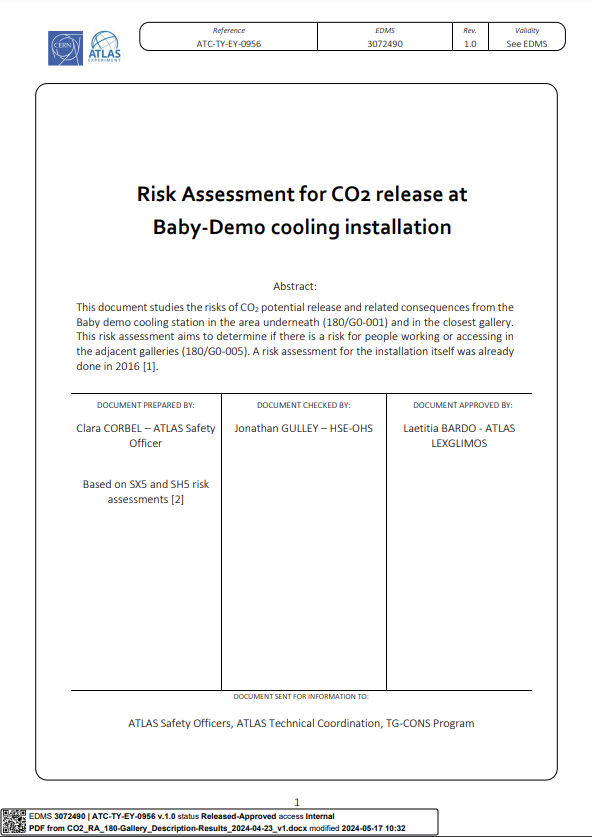 CERN
ATLAS
EXPERIMENT
Reference
ATC-TY-EY-0956
EDMS
3072490
Rev.
1.0
Validity
See EDMS
Risk Assessment for CO2 release at
Baby-Demo cooling installation
Abstract:
This document studies the risks of CO₂ potential release and related consequences from the
Baby demo cooling station in the area underneath (180/G0-001) and in the closest gallery.
This risk assessment aims to determine if there is a risk for people working or accessing in
the adjacent galleries (180/G0-005). A risk assessment for the installation itself was already
done in 2016 [1].
DOCUMENT PREPARED BY:
Clara CORBEL – ATLAS Safety
Officer
Based on SX5 and SH5 risk
assessments [2]
DOCUMENT CHECKED BY:
Jonathan GULLEY – HSE-OHS
DOCUMENT APPROVED BY:
Laetitia BARDO - ATLAS
LEXGLIMOS
DOCUMENT SENT FOR INFORMATION TO:
ATLAS Safety Officers, ATLAS Technical Coordination, TG-CONS Program
1
EDMS 3072490 | ATC-TY-EY-0956 v.1.0 status Released-Approved access Internal
PDF from CO2_RA_180-Gallery_Description-Results_2024-04-23_v1.docx modified 2024-05-17 10:32